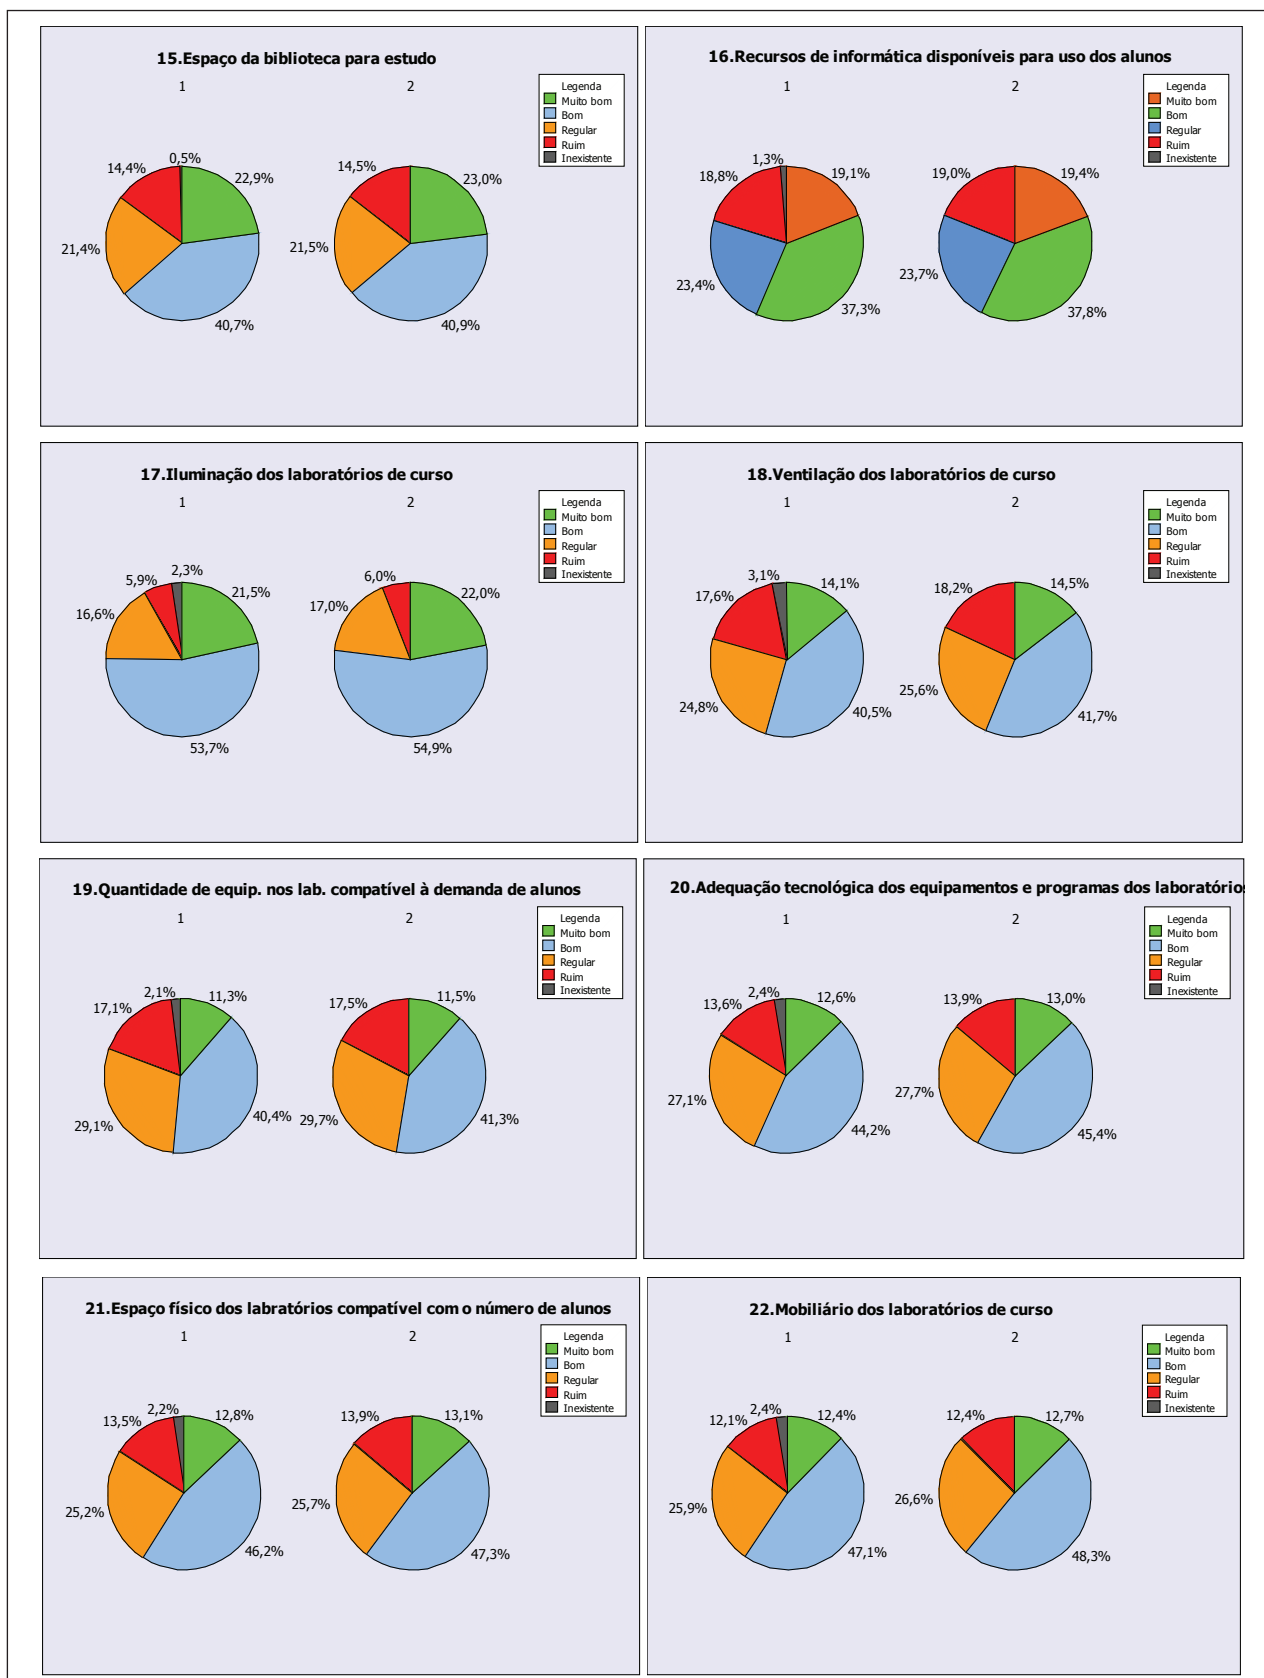 15.Espaço da biblioteca para estudo
1
2
Legenda
Muito bom
Bom
Regular
Ruim
Inexistente
0,5%
14,4%
22,9%
21,4%
40,7%
14,5%
23,0%
21,5%
40,9%
16.Recursos de informática disponíveis para uso dos alunos
1
2
Legenda
Muito bom
Bom
Regular
Ruim
Inexistente
1,3%
18,8%
19,1%
23,4%
37,3%
19,0%
19,4%
23,7%
37,8%
17.Iluminação dos laboratórios de curso
1
2
Legenda
Muito bom
Bom
Regular
Ruim
Inexistente
2,3%
5,9%
21,5%
16,6%
53,7%
6,0%
22,0%
17,0%
54,9%
18.Ventilação dos laboratórios de curso
1
2
Legenda
Muito bom
Bom
Regular
Ruim
Inexistente
3,1%
17,6%
14,1%
24,8%
40,5%
18,2%
14,5%
25,6%
41,7%
19.Quantidade de equip. nos lab. compatível à demanda de alunos
1
2
Legenda
Muito bom
Bom
Regular
Ruim
Inexistente
2,1%
17,1%
11,3%
29,1%
40,4%
17,5%
11,5%
29,7%
41,3%
20.Adequação tecnológica dos equipamentos e programas dos laboratórios
1
2
Legenda
Muito bom
Bom
Regular
Ruim
Inexistente
2,4%
13,6%
12,6%
27,1%
44,2%
13,9%
13,0%
27,7%
45,4%
21.Espaço físico dos labratórios compatível com o número de alunos
1
2
Legenda
Muito bom
Bom
Regular
Ruim
Inexistente
2,2%
13,5%
12,8%
25,2%
46,2%
13,9%
13,1%
25,7%
47,3%
22.Mobiliário dos laboratórios de curso
1
2
Legenda
Muito bom
Bom
Regular
Ruim
Inexistente
2,4%
12,1%
12,4%
25,9%
47,1%
12,4%
12,7%
26,6%
48,3%